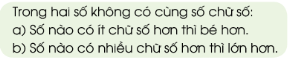 Trong hai số không có cùng số chữ số:
a) Số nào có ít chữ số hơn thì bé hơn.
b) Số nào có nhiều chữ số hơn thì lớn hơn.